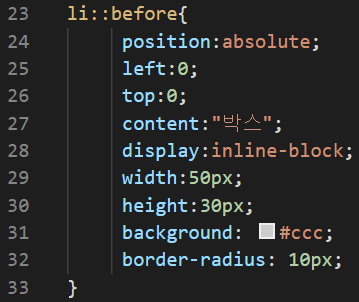 23 li::before{
24 position:absolute;
25 left:0;
26 top:0;
27 content:"박스";
28 display:inline-block;
29 width:50px;
30 height:30px;
31 background: #ccc;
32 border-radius: 10px;
33 }